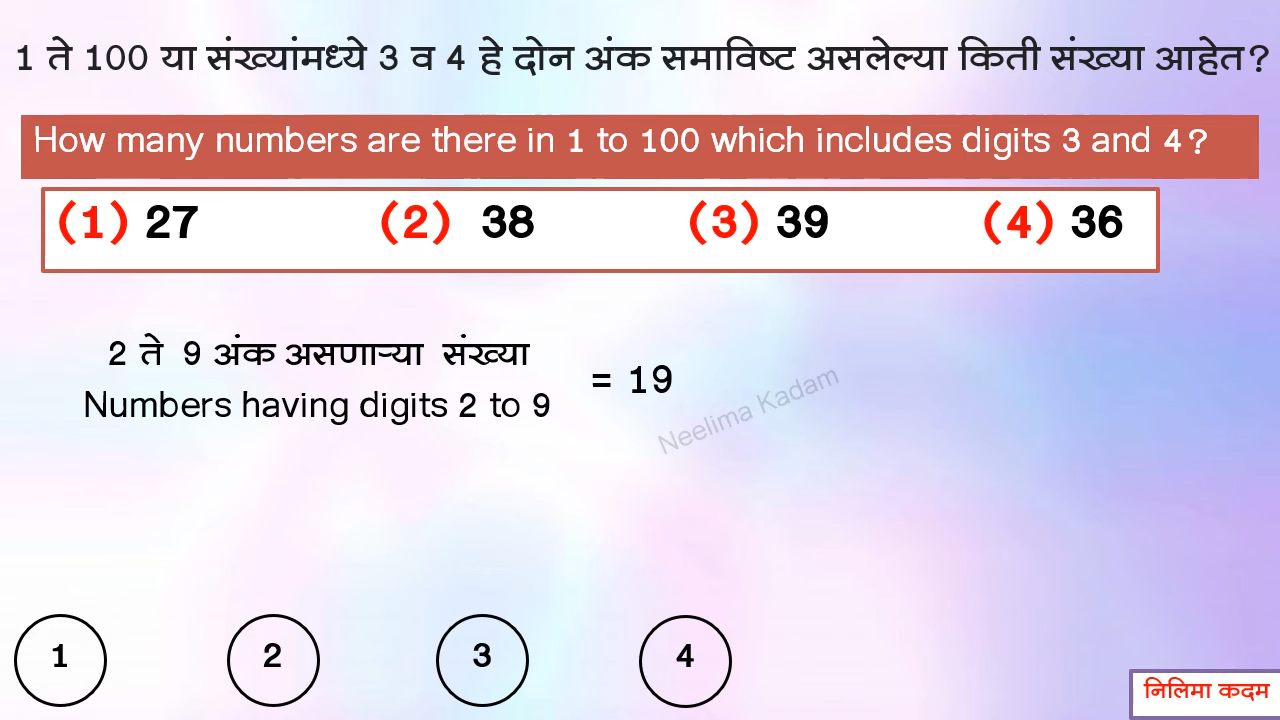 1 ते 100 या संख्यांमध्ये 3 व 4 हे दोन अंक समाविष्ट असलेल्या किती संख्या आहेत?
How many numbers are there in 1 to 100 which includes digits 3 and 4?
(1) 27 (2) 38 (3) 39 (4) 36
2 ते 9 अंक असणाऱ्या संख्या
Numbers having digits 2 to 9
= 19
Neelima Kadam
1 2 3 4
निलिमा कदम